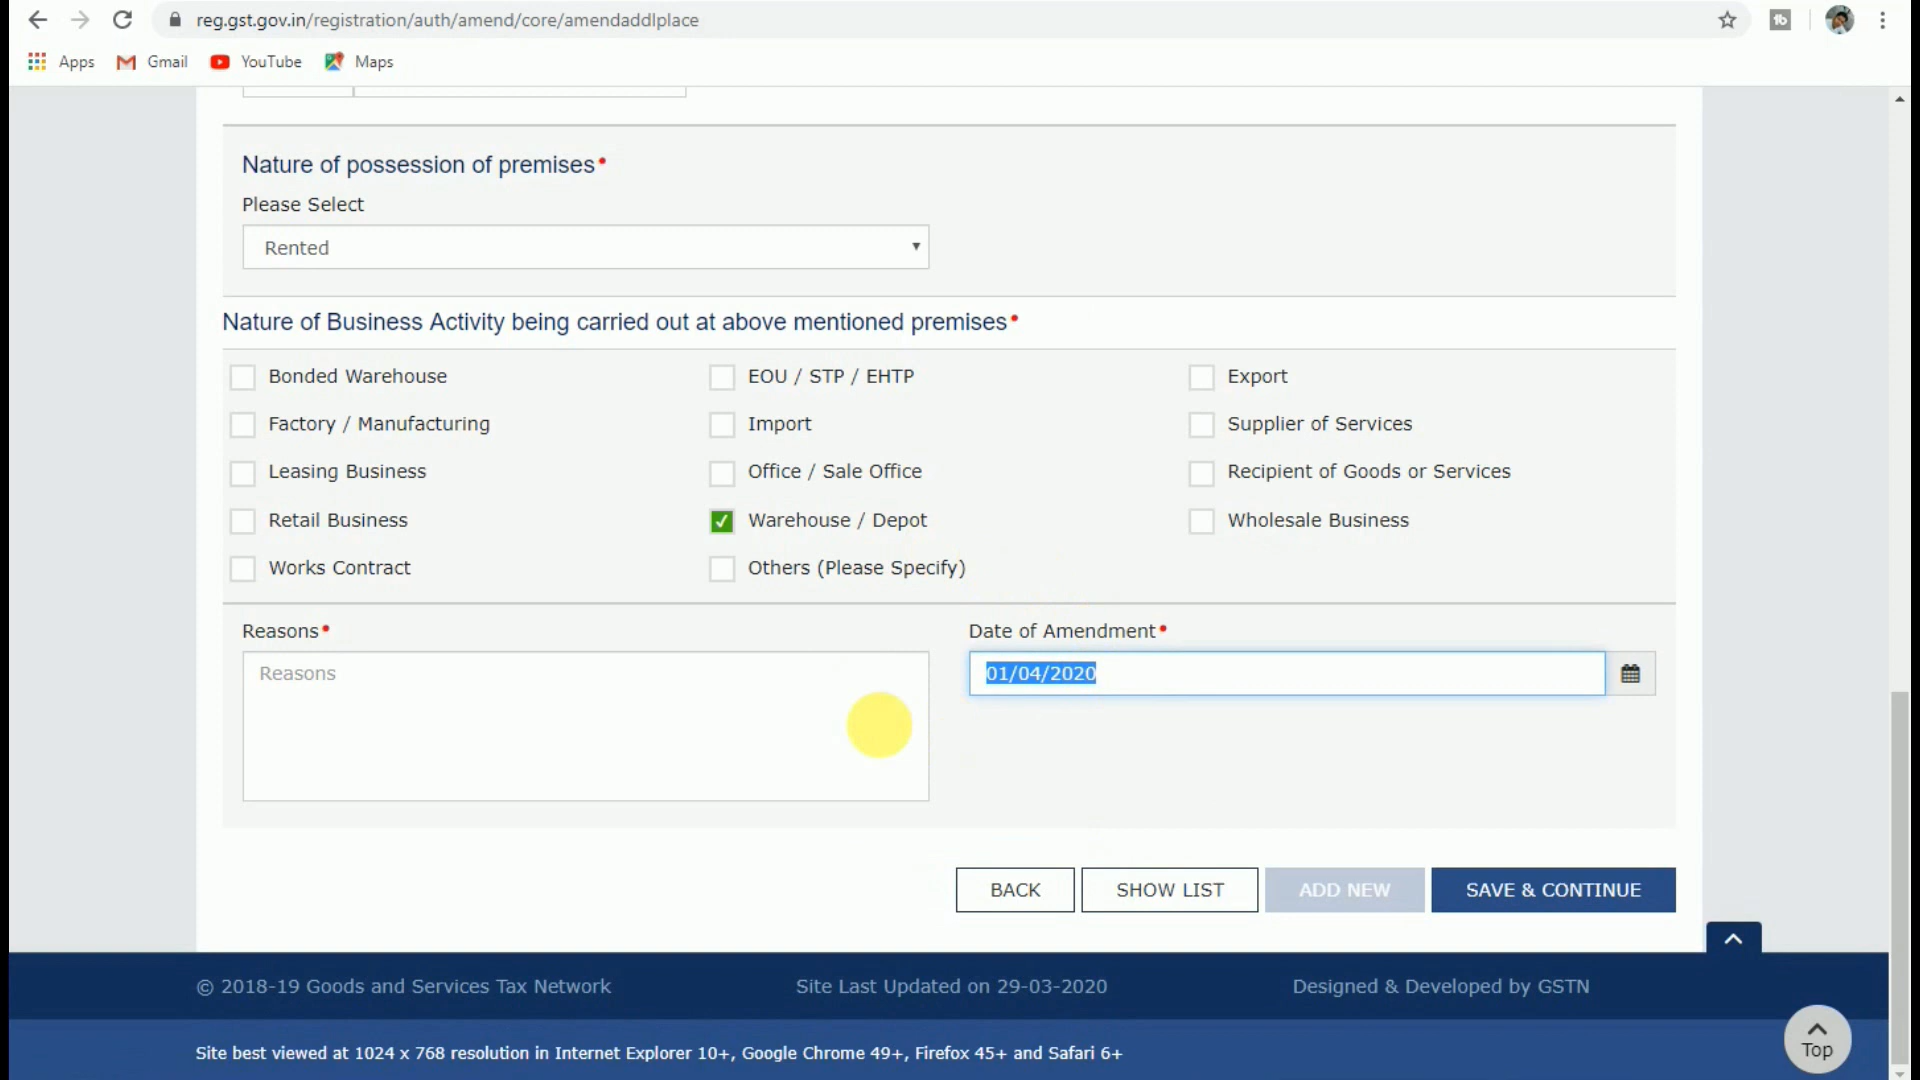 reg.gst.gov.in/registration/auth/amend/core/amendaddlplace
Apps Gmail YouTube Maps
Nature of possession of premises•
Please Select
Rented
Nature of Business Activity being carried out at above mentioned premises•
Bonded Warehouse EOU / STP / EHTP Export
Factory / Manufacturing Import Supplier of Services
Leasing Business Office / Sale Office Recipient of Goods or Services
Retail Business Warehouse / Depot Wholesale Business
Works Contract Others (Please Specify)
Reasons• Date of Amendment•
Reasons 01/04/2020
BACK SHOW LIST ADD NEW SAVE & CONTINUE
© 2018-19 Goods and Services Tax Network Site Last Updated on 29-03-2020 Designed & Developed by GSTN
Site best viewed at 1024 x 768 resolution in Internet Explorer 10+, Google Chrome 49+, Firefox 45+ and Safari 6+
Top